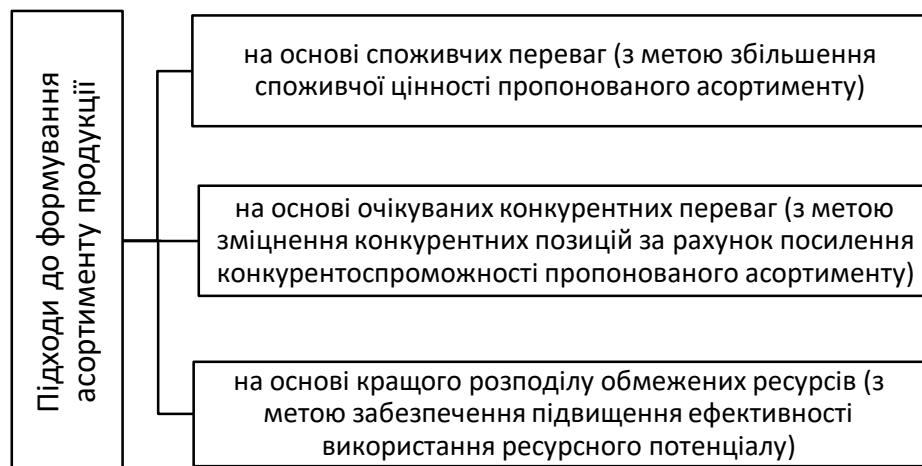 Підходи до формування
асортименту продукції
на основі споживчих переваг (з метою збільшення
споживчої цінності пропонованого асортименту)
на основі очікуваних конкурентних переваг (з метою
зміцнення конкурентних позицій за рахунок посилення
конкурентоспроможності пропонованого асортименту)
на основі кращого розподілу обмежених ресурсів (з
метою забезпечення підвищення ефективності
використання ресурсного потенціалу)